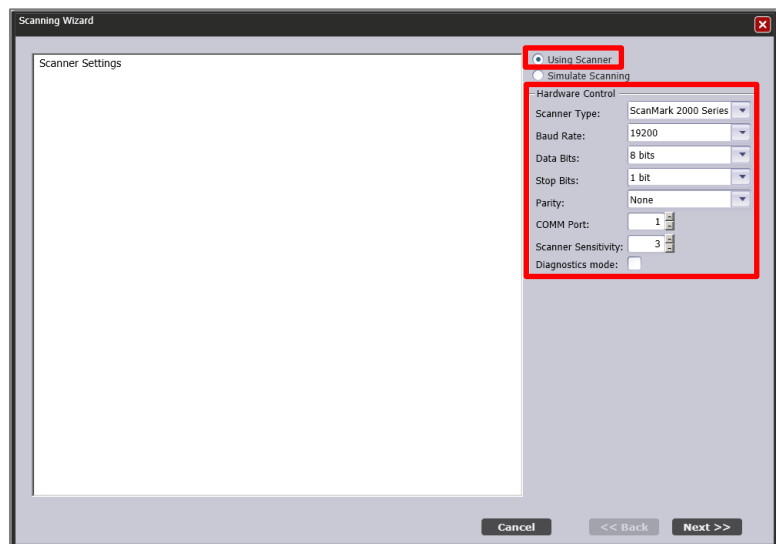 Scanning Wizard
Scanner Settings
Using Scanner
Simulate Scanning
Hardware Control
Scanner Type: ScanMark 2000 Series
Baud Rate: 19200
Data Bits: 8 bits
Stop Bits: 1 bit
Parity: None
COMM Port: 1
Scanner Sensitivity: 3
Diagnostics mode:
Cancel << Back Next >>